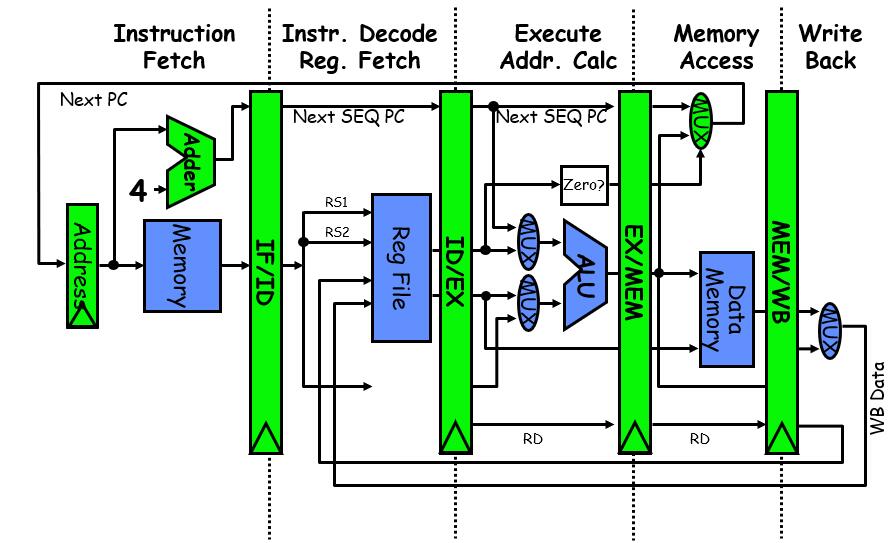 Instruction
Fetch
Instr. Decode
Reg. Fetch
Execute
Addr. Calc
Memory
Access
Write
Back
Next PC
Next SEQ PC
Next SEQ PC
MUX
Adder
4
Zero?
RS1
RS2
Address
Memory
IF/ID
Reg File
ID/EX
MUX
MUX
ALU
EX/MEM
Data
Memory
MEM/WB
MUX
WB Data
RD
RD